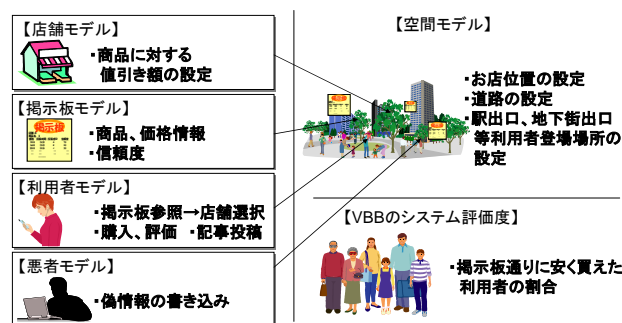 【店舗モデル】
・商品に対する
値引き額の設定
【掲示板モデル】
掲示板
・商品、価格情報
・信頼度
【利用者モデル】
・掲示板参照→店舗選択
・購入、評価 ・記事投稿
【悪者モデル】
・偽情報の書き込み
【空間モデル】
・お店位置の設定
・道路の設定
・駅出口、地下街出口
等利用者登場場所の
設定
【VBBのシステム評価度】
・掲示板通りに安く買えた
利用者の割合